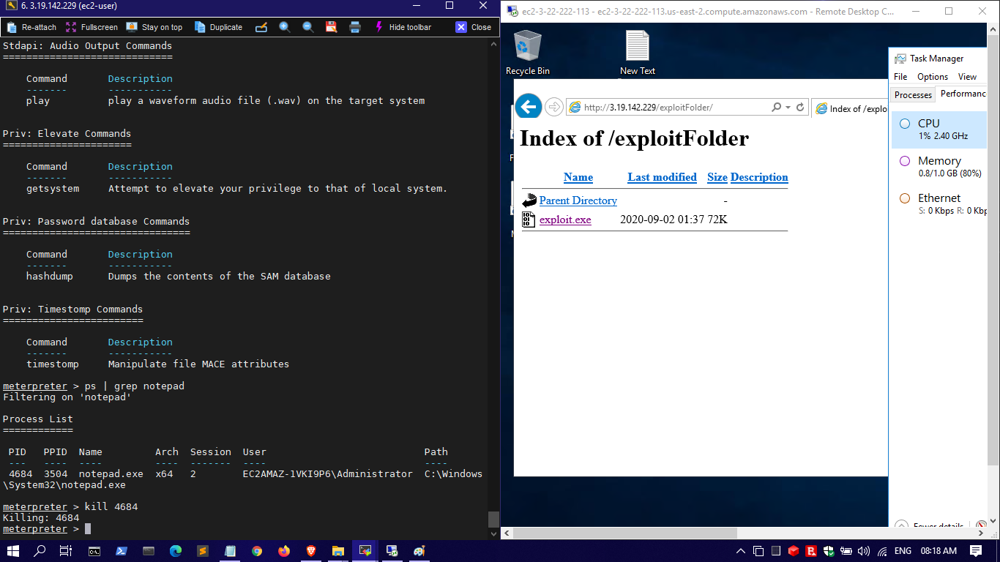 6. 3.19.142.229 (ec2-user)
Re-attach Fullscreen Stay on top Duplicate Hide toolbar Close
Stdapi: Audio Output Commands
=============================
Command Description
------- -----------
play play a waveform audio file (.wav) on the target system
Priv: Elevate Commands
======================
Command Description
------- -----------
getsystem Attempt to elevate your privilege to that of local system.
Priv: Password database Commands
================================
Command Description
------- -----------
hashdump Dumps the contents of the SAM database
Priv: Timestomp Commands
========================
Command Description
------- -----------
timestomp Manipulate file MACE attributes
meterpreter > ps | grep notepad
Filtering on 'notepad'
Process List
============
PID PPID Name Arch Session User Path
--- ---- ---- ---- ------- ---- ----
4684 3504 notepad.exe x64 2 EC2AMAZ-1VKI9P6\Administrator C:\Windows
\System32\notepad.exe
meterpreter > kill 4684
Killing: 4684
meterpreter >
ec2-3-22-222-113 - ec2-3-22-222-113.us-east-2.compute.amazonaws.com - Remote Desktop C...
Recycle Bin
New Text
http://3.19.142.229/exploitFolder/
Index of /explo
Index of /exploitFolder
Name Last modified Size Description
Parent Directory -
exploit.exe 2020-09-02 01:37 72K
Task Manager
File Options View
Processes Performanc
CPU
1% 2.40 GHz
Memory
0.8/1.0 GB (80%)
Ethernet
S: 0 Kbps R: 0 Kbp
Fewer details
ENG 08:18 AM